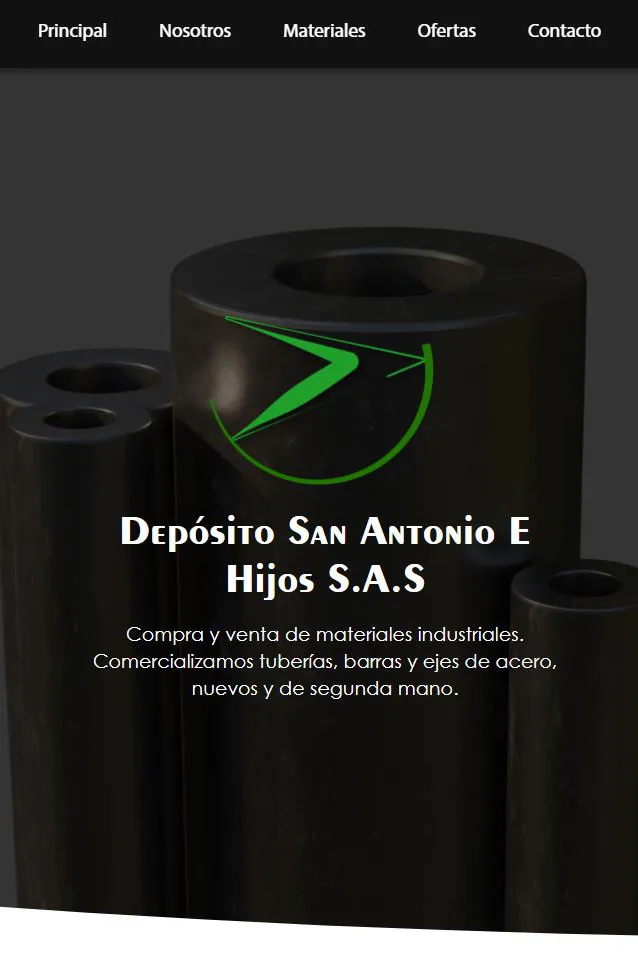 Principal Nosotros Materiales Ofertas Contacto
Depósito San Antonio E
Hijos S.A.S
Compra y venta de materiales industriales.
Comercializamos tuberías, barras y ejes de acero,
nuevos y de segunda mano.